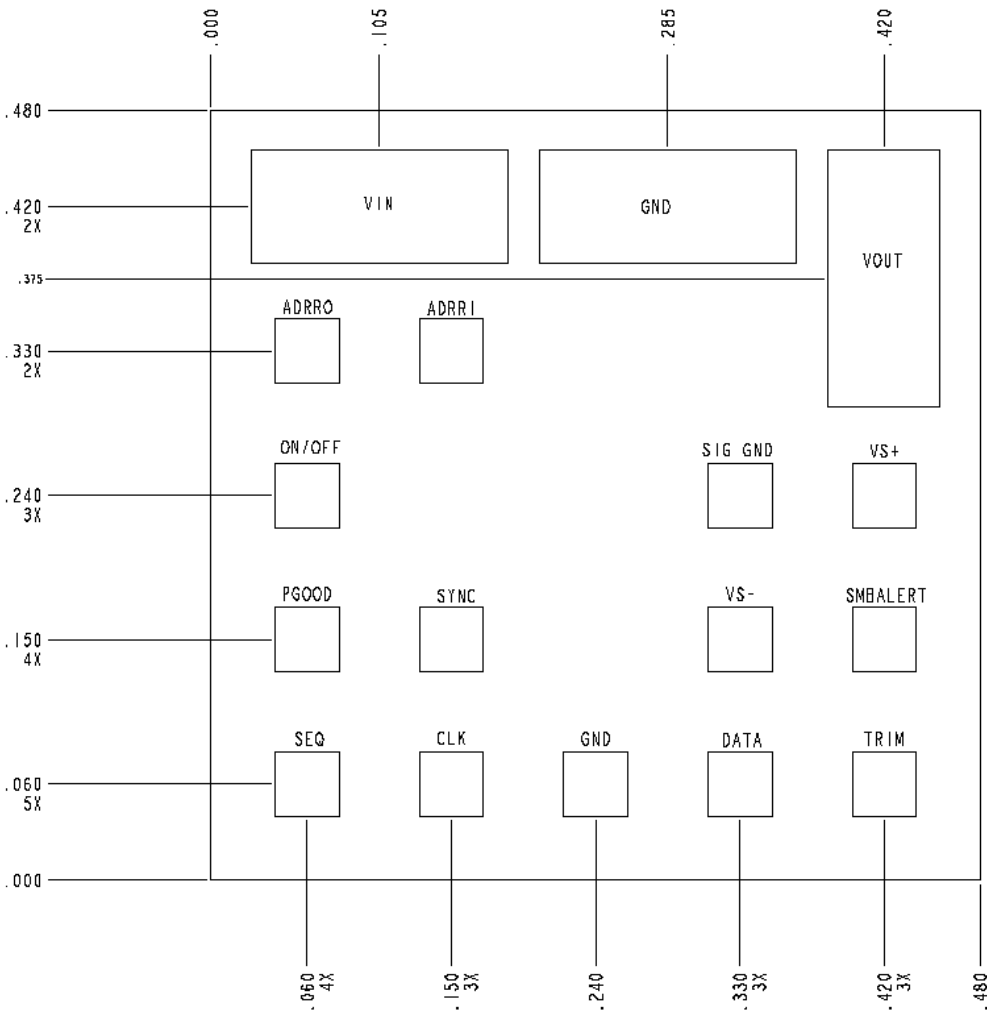 .000
.105
.285
.420
.480
.420
2X
VIN
GND
VOUT
.375
ADRRO
ADRRI
.330
2X
ON/OFF
SIG GND
VS+
.240
3X
PGOOD
SYNC
VS-
SMBALERT
.150
4X
SEQ
CLK
GND
DATA
TRIM
.060
5X
.000
.060
4X
.150
3X
.240
.330
3X
.420
3X
.480